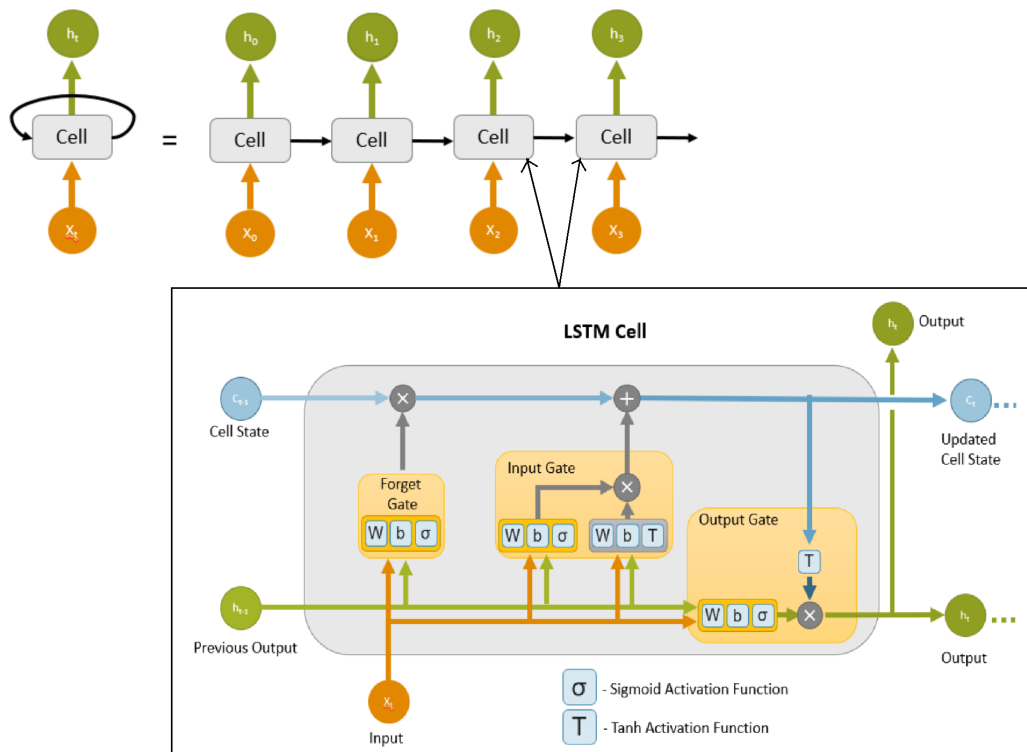 hₜ
h₀
h₁
h₂
h₃
Cell
=
Cell
Cell
Cell
Cell
Xₜ
X₀
X₁
X₂
X₃
LSTM Cell
hₜ
Output
Cₜ₋₁
×
+
Cₜ
Cell State
Updated
Cell State
Forget
Gate
Input Gate
×
W b σ
W b σ
W b T
Output Gate
T
hₜ₋₁
W b σ
×
hₜ
Previous Output
Output
Xₜ
Input
σ - Sigmoid Activation Function
T - Tanh Activation Function